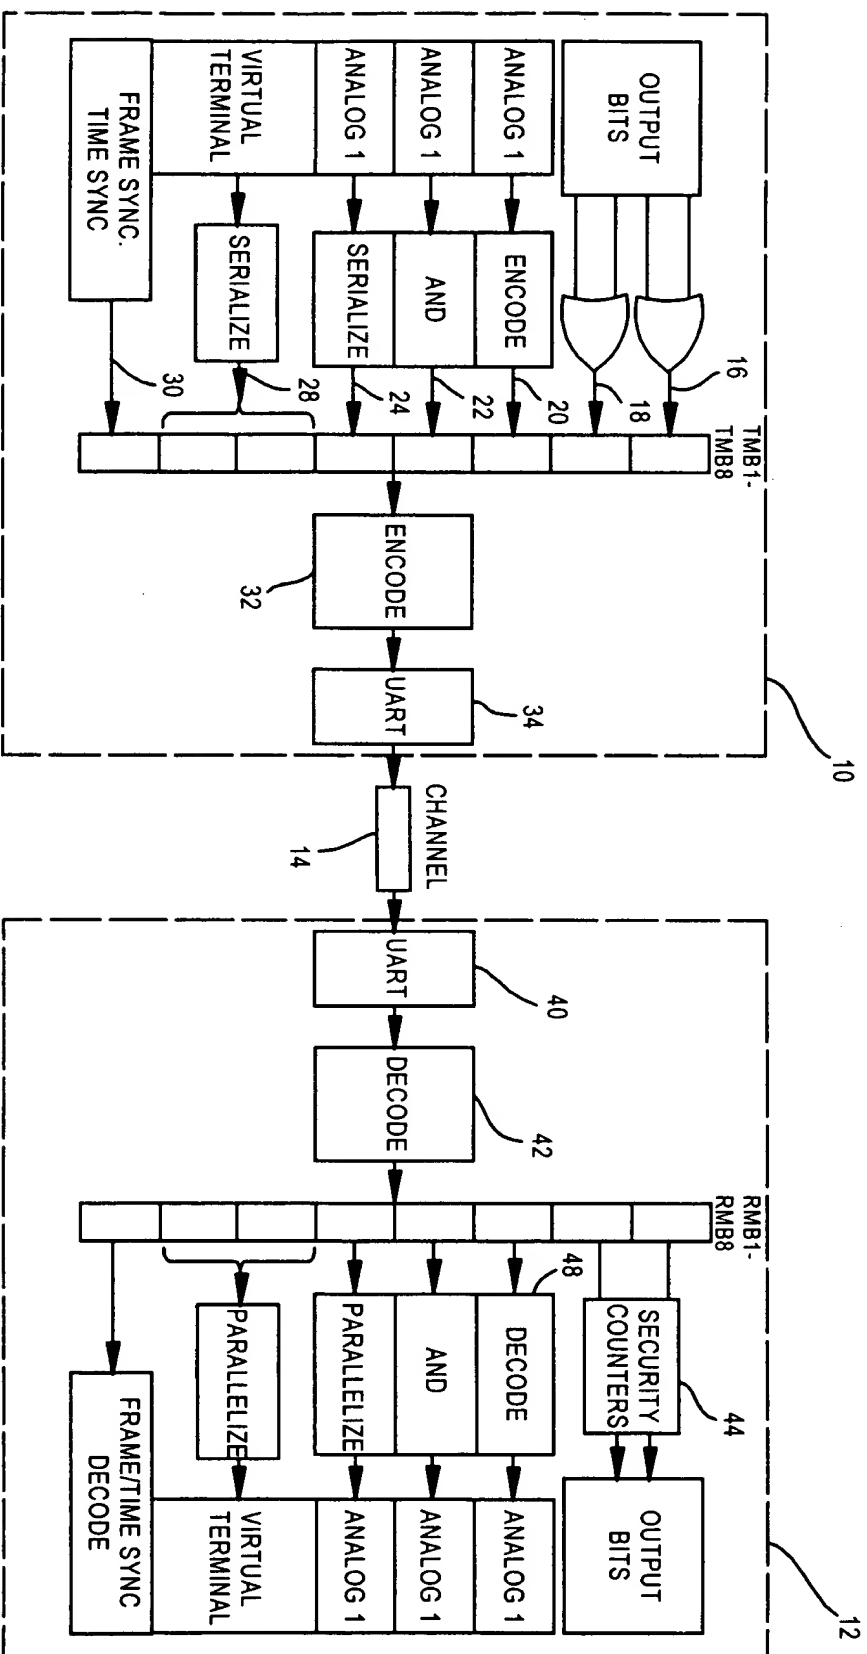 OUTPUT
BITS
ANALOG 1
ANALOG 1
ANALOG 1
VIRTUAL
TERMINAL
FRAME SYNC.
TIME SYNC
ENCODE
AND
SERIALIZE
SERIALIZE
16
18
20
22
24
28
30
TMB1-
TMB8
ENCODE
32
UART
34
10
CHANNEL
14
UART
40
DECODE
42
RMB1-
RMB8
SECURITY
COUNTERS
44
48
DECODE
AND
PARALLELIZE
PARALLELIZE
OUTPUT
BITS
ANALOG 1
ANALOG 1
ANALOG 1
VIRTUAL
TERMINAL
FRAME/TIME SYNC
DECODE
12